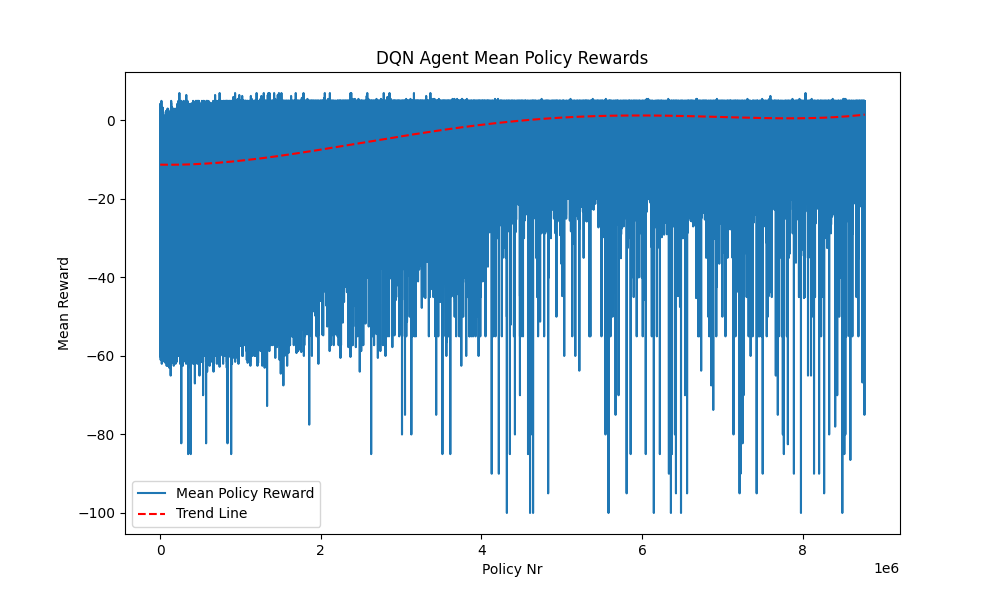 DQN Agent Mean Policy Rewards
Mean Reward
0
−20
−40
−60
−80
−100
Mean Policy Reward
Trend Line
0 2 4 6 8
1e6
Policy Nr